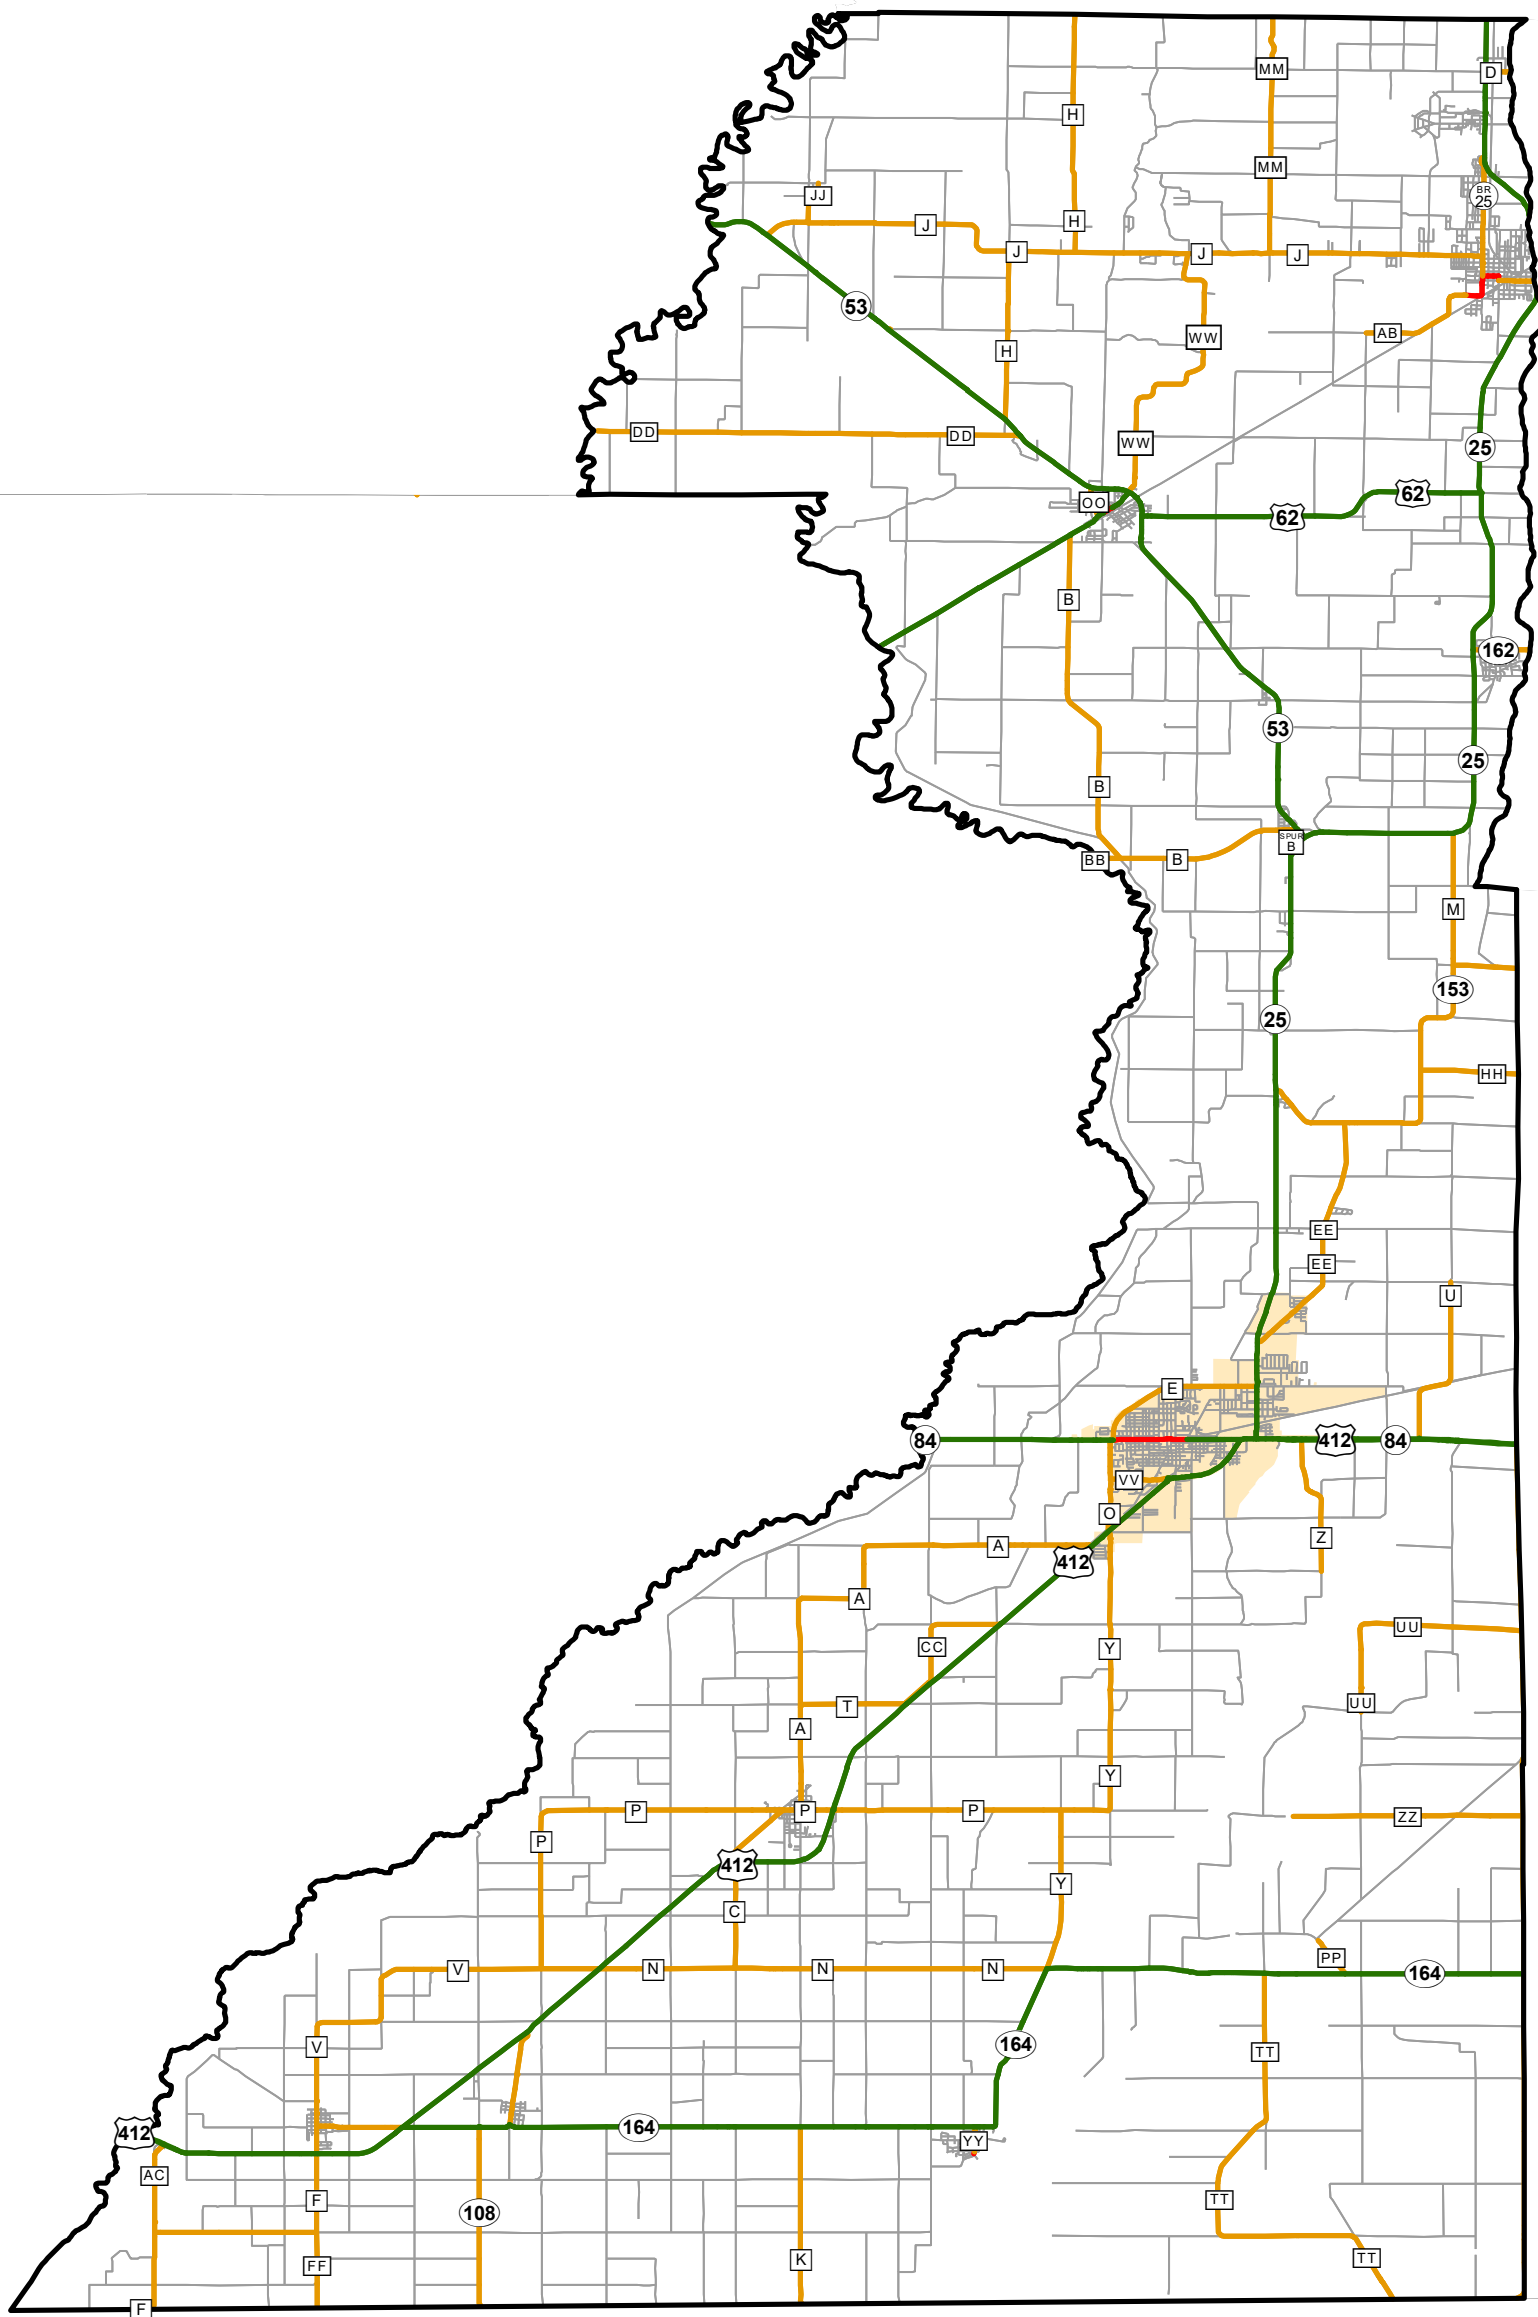 MM
D
H
MM
JJ
BR
25
H
J
J
J
J
53
AB
WW
H
DD
DD
WW
25
62
OO
62
B
162
53
25
B
SPUR
B
BB
B
M
153
25
HH
EE
EE
U
E
84
412
84
VV
O
Z
A
412
A
UU
CC
Y
UU
T
A
Y
P
P
P
ZZ
P
412
Y
C
PP
V
N
N
N
164
164
V
TT
164
412
YY
AC
F
108
TT
TT
FF
K
F